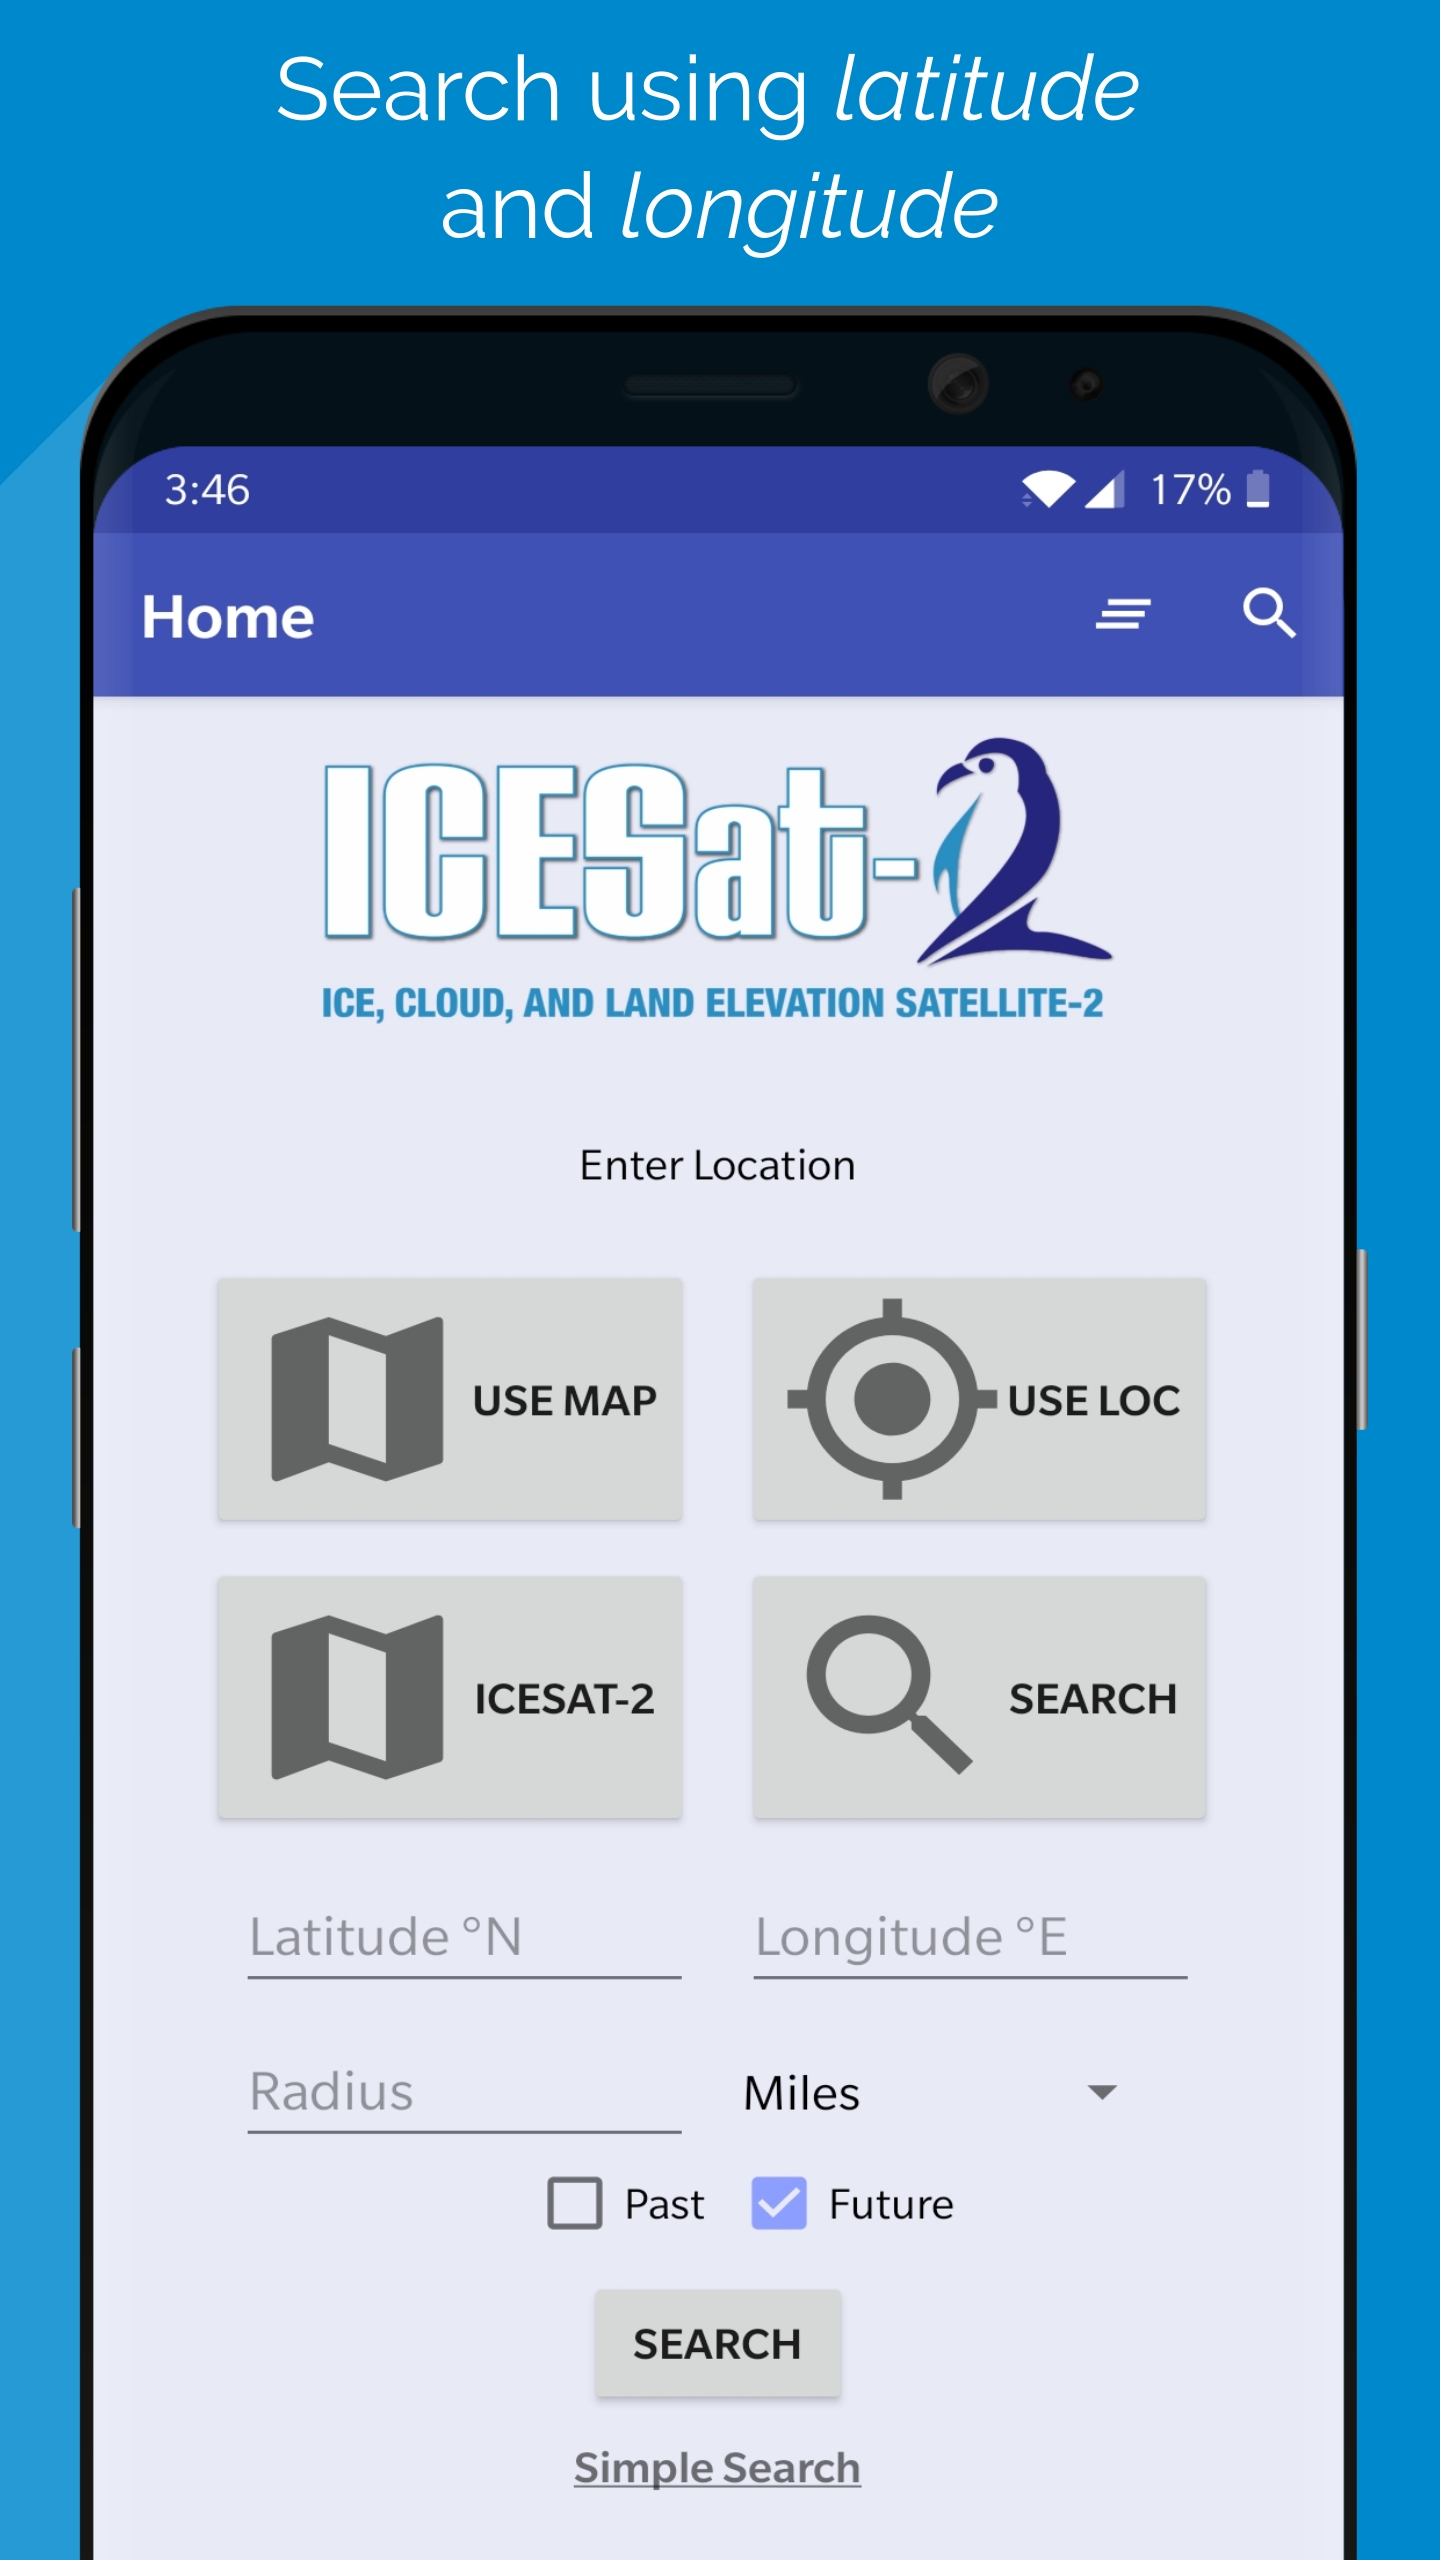 Search using latitude
and longitude
3:46 17%
Home
ICESat-2
ICE, CLOUD, AND LAND ELEVATION SATELLITE-2
Enter Location
USE MAP USE LOC
ICESAT-2 SEARCH
Latitude °N Longitude °E
Radius Miles
Past Future
SEARCH
Simple Search